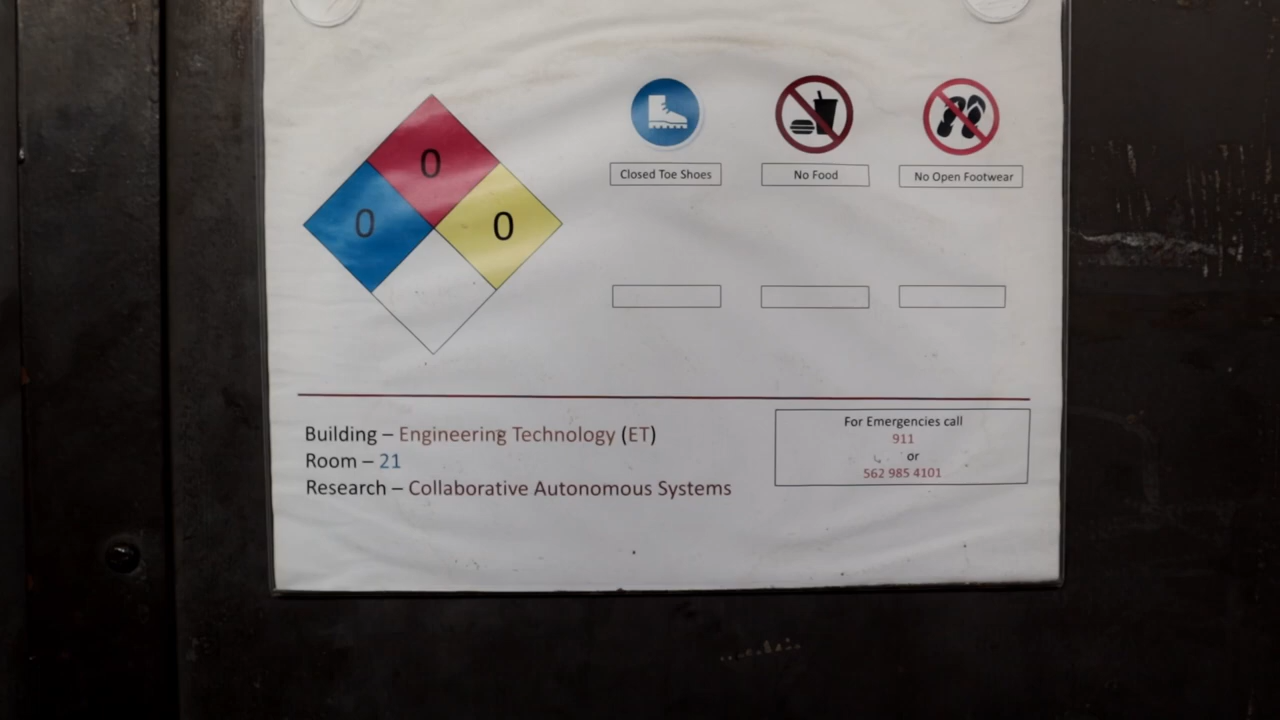 0
0
0
Closed Toe Shoes
No Food
No Open Footwear
Building – Engineering Technology (ET)
Room – 21
Research – Collaborative Autonomous Systems
For Emergencies call
911
or
562 985 4101